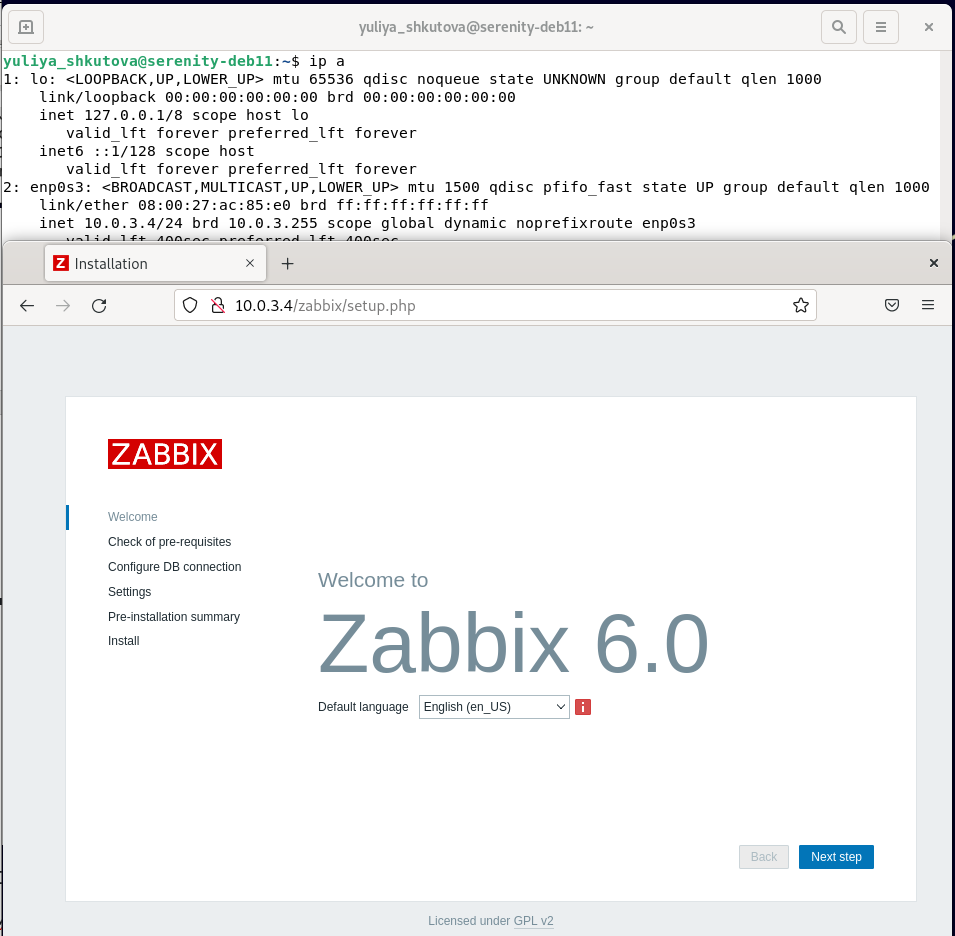 yuliya_shkutova@serenity-deb11: ~
yuliya_shkutova@serenity-deb11:~$ ip a
1: lo: <LOOPBACK,UP,LOWER_UP> mtu 65536 qdisc noqueue state UNKNOWN group default qlen 1000
    link/loopback 00:00:00:00:00:00 brd 00:00:00:00:00:00
    inet 127.0.0.1/8 scope host lo
       valid_lft forever preferred_lft forever
    inet6 ::1/128 scope host
       valid_lft forever preferred_lft forever
2: enp0s3: <BROADCAST,MULTICAST,UP,LOWER_UP> mtu 1500 qdisc pfifo_fast state UP group default qlen 1000
    link/ether 08:00:27:ac:85:e0 brd ff:ff:ff:ff:ff:ff
    inet 10.0.3.4/24 brd 10.0.3.255 scope global dynamic noprefixroute enp0s3
       valid_lft 400sec preferred_lft 400sec
Z Installation
10.0.3.4/zabbix/setup.php
ZABBIX
Welcome
Check of pre-requisites
Configure DB connection
Settings
Pre-installation summary
Install
Welcome to
Zabbix 6.0
Default language English (en_US) i
Back Next step
Licensed under GPL v2